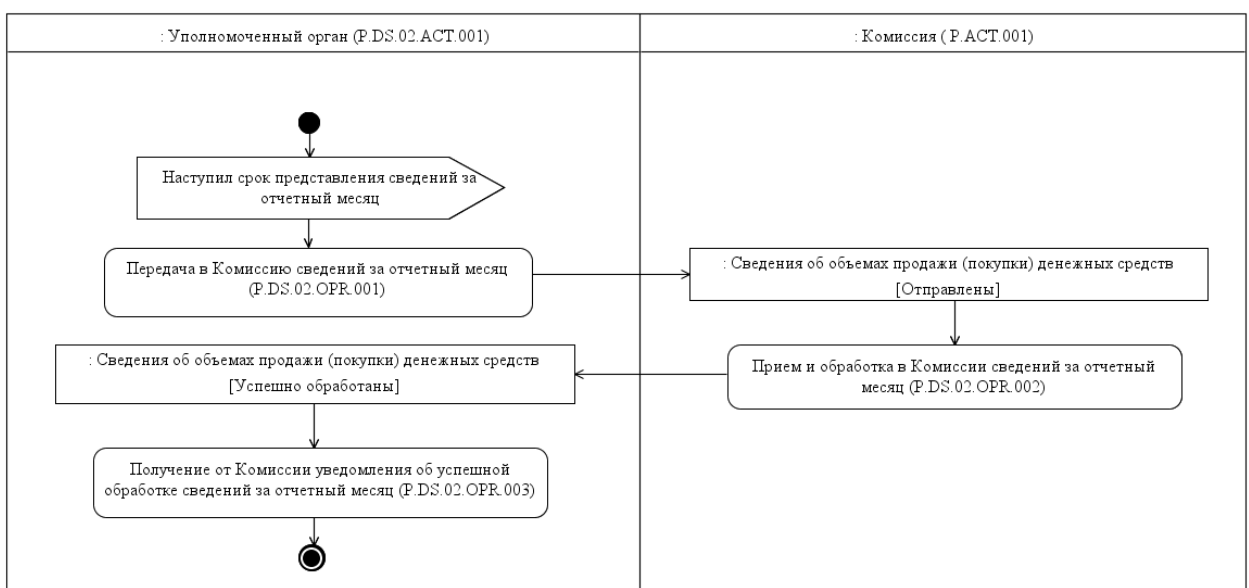 : Уполномоченный орган (P.DS.02.ACT.001)
: Комиссия ( P.ACT.001)
Наступил срок представления сведений за
отчетный месяц
Передача в Комиссию сведений за отчетный месяц
(P.DS.02.OPR.001)
: Сведения об объемах продажи (покупки) денежных средств
[Отправлены]
Прием и обработка в Комиссии сведений за отчетный
месяц (P.DS.02.OPR.002)
: Сведения об объемах продажи (покупки) денежных средств
[Успешно обработаны]
Получение от Комиссии уведомления об успешной
обработке сведений за отчетный месяц (P.DS.02.OPR.003)